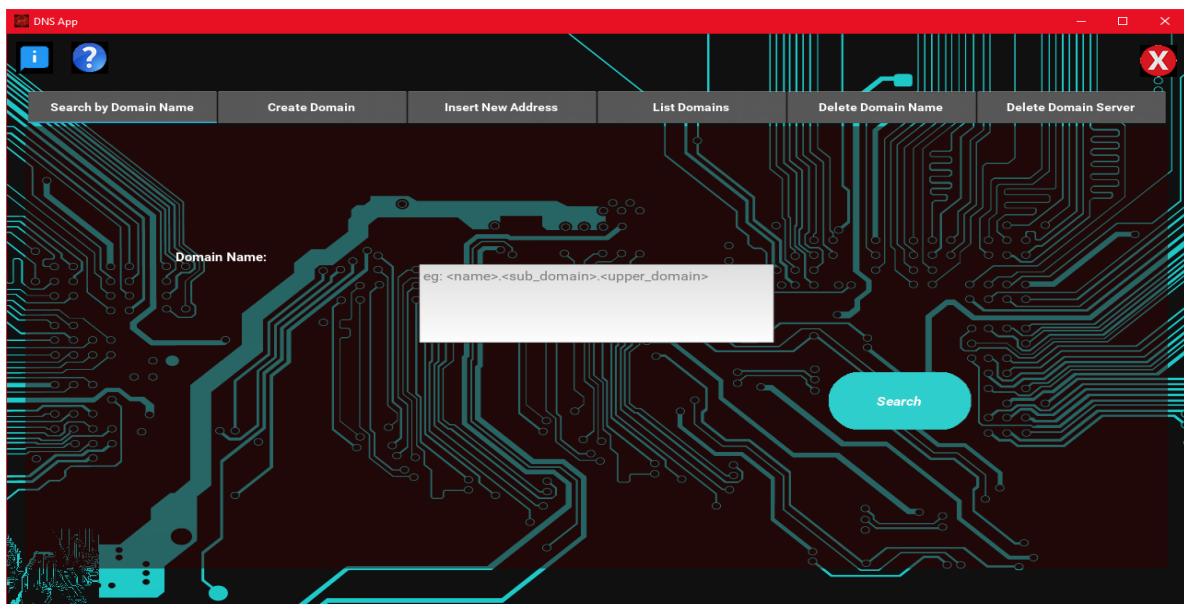 DNS App
Search by Domain Name
Create Domain
Insert New Address
List Domains
Delete Domain Name
Delete Domain Server
Domain Name:
eg: <name>.<sub_domain>.<upper_domain>
Search